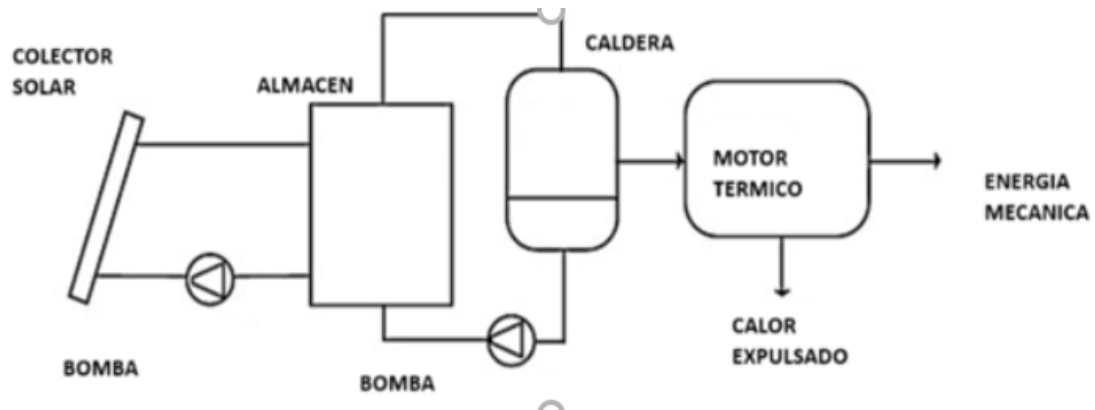 COLECTOR
SOLAR
ALMACEN
CALDERA
MOTOR
TERMICO
ENERGIA
MECANICA
CALOR
EXPULSADO
BOMBA
BOMBA